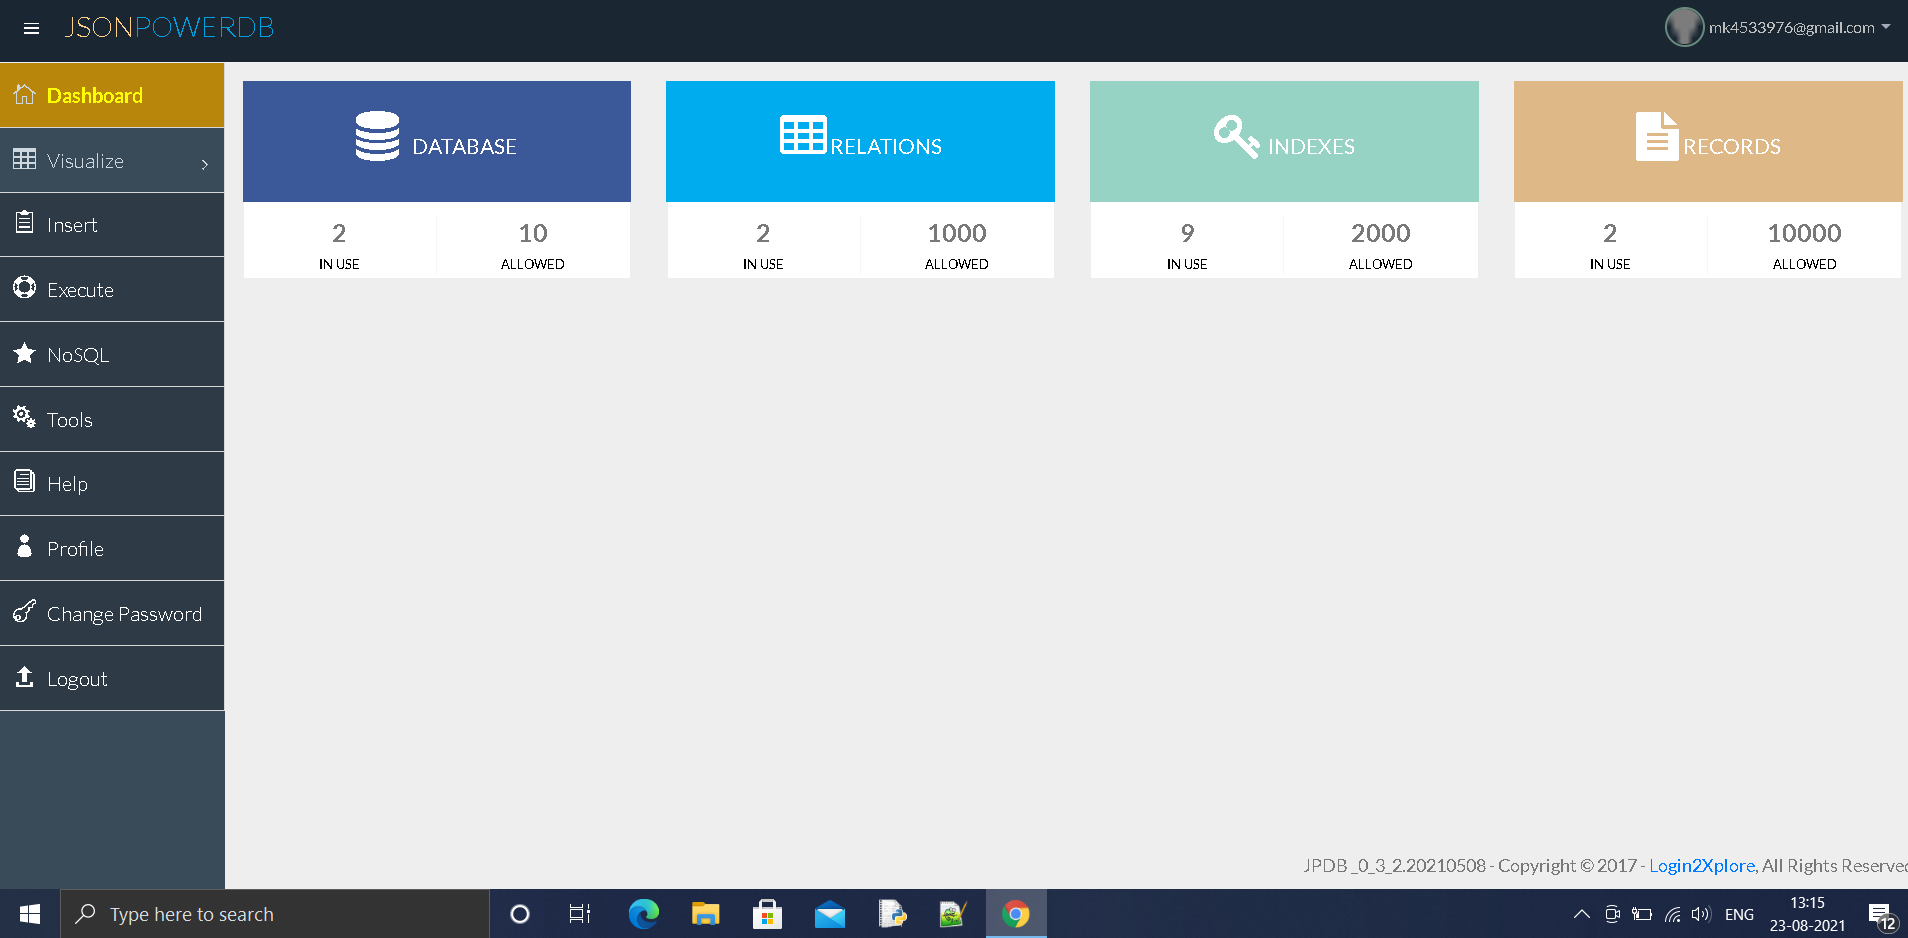 JSONPOWERDB
mk4533976@gmail.com
Dashboard
Visualize
Insert
Execute
NoSQL
Tools
Help
Profile
Change Password
Logout
DATABASE
2
IN USE
10
ALLOWED
RELATIONS
2
IN USE
1000
ALLOWED
INDEXES
9
IN USE
2000
ALLOWED
RECORDS
2
IN USE
10000
ALLOWED
JPDB_0_3_2.20210508 - Copyright © 2017 - Login2Xplore, All Rights Reserve
Type here to search
ENG
13:15
23-08-2021
12